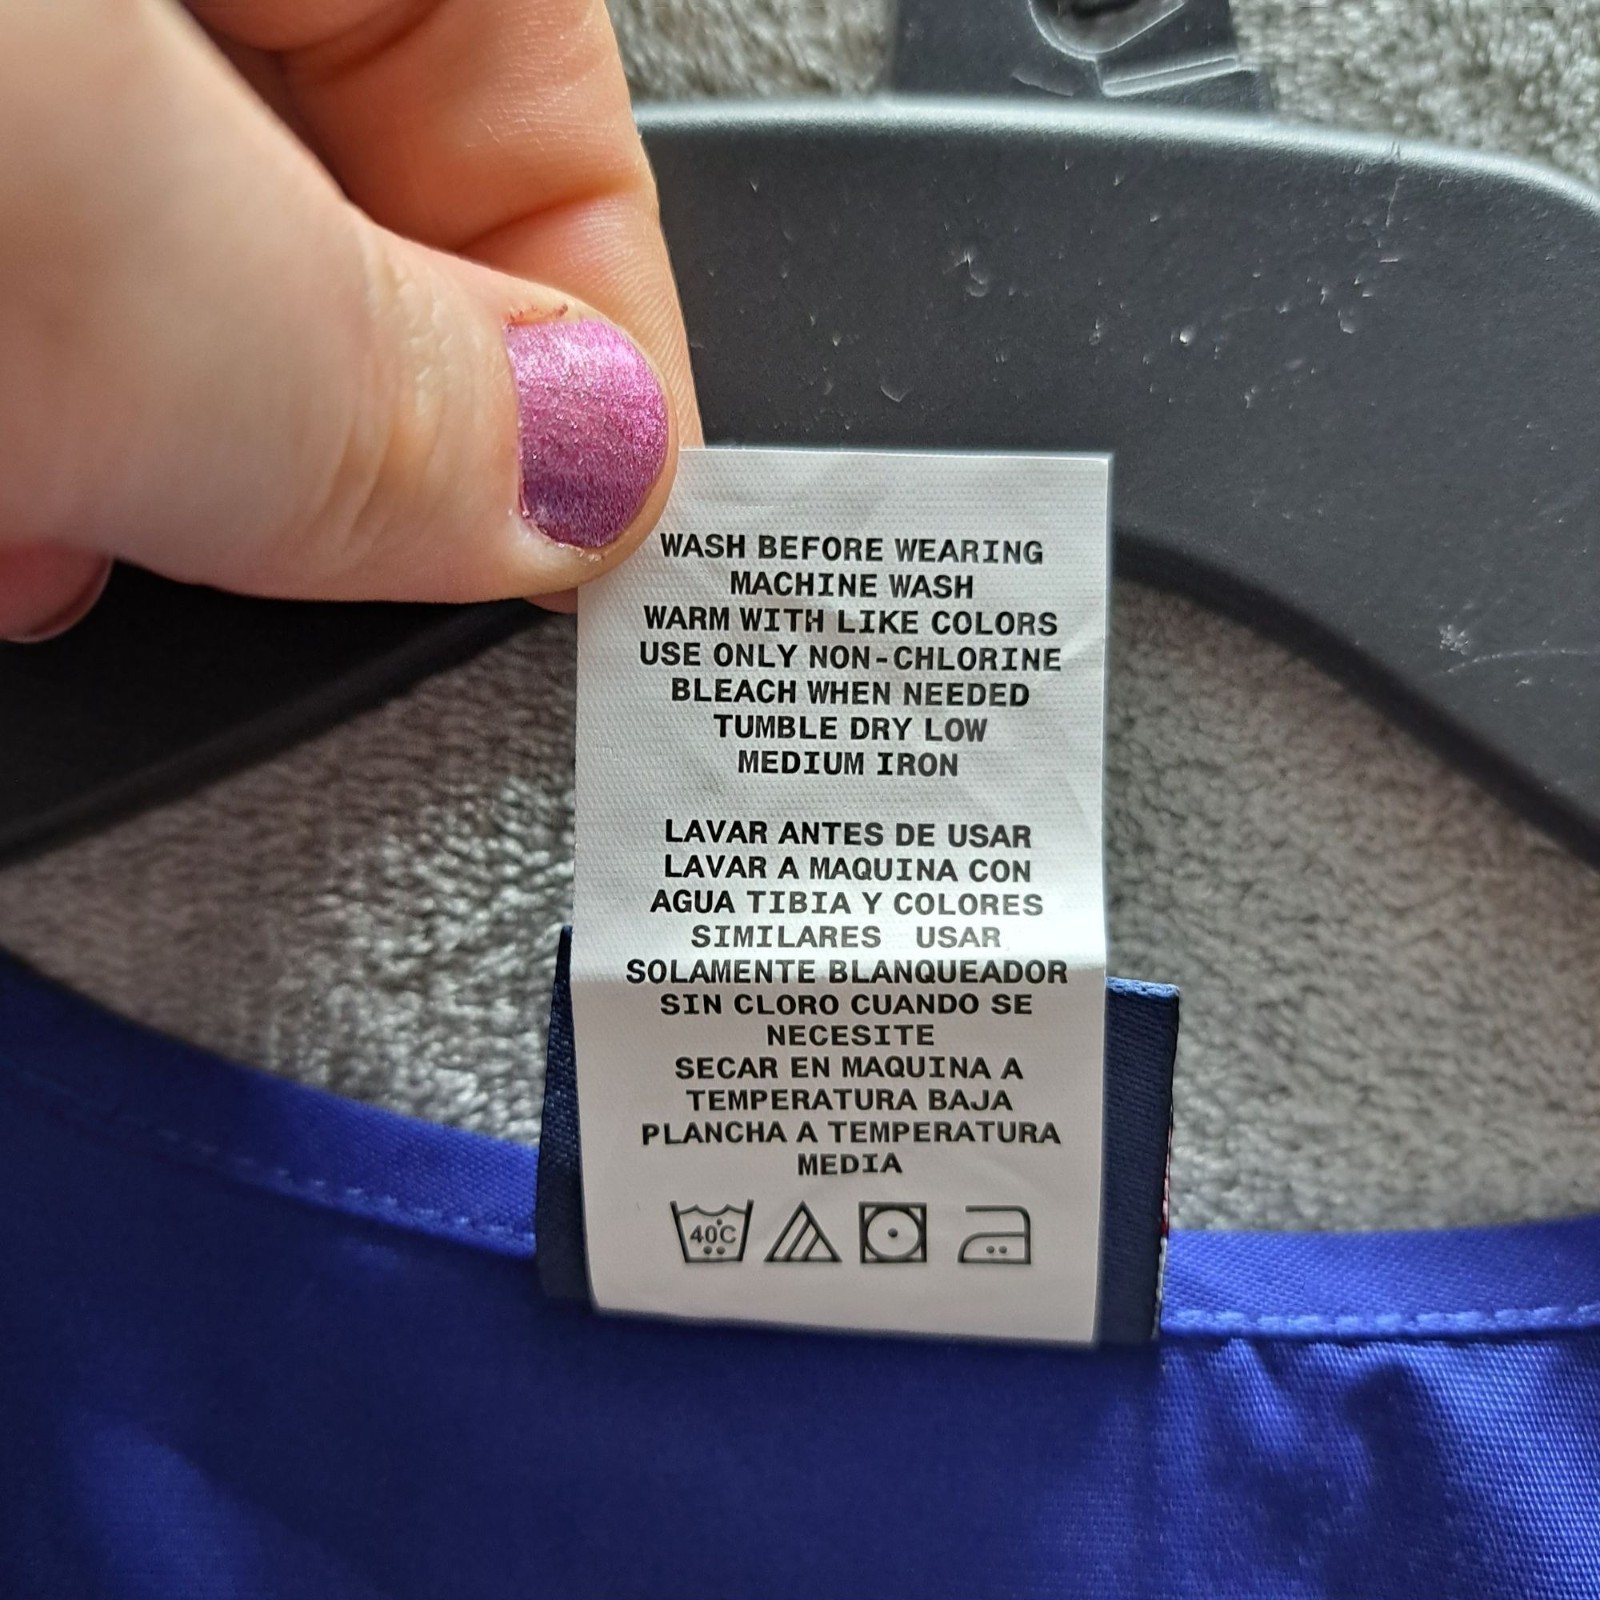 WASH BEFORE WEARING
MACHINE WASH
WARM WITH LIKE COLORS
USE ONLY NON-CHLORINE
BLEACH WHEN NEEDED
TUMBLE DRY LOW
MEDIUM IRON
LAVAR ANTES DE USAR
LAVAR A MAQUINA CON
AGUA TIBIA Y COLORES
SIMILARES USAR
SOLAMENTE BLANQUEADOR
SIN CLORO CUANDO SE
NECESITE
SECAR EN MAQUINA A
TEMPERATURA BAJA
PLANCHA A TEMPERATURA
MEDIA
40°C